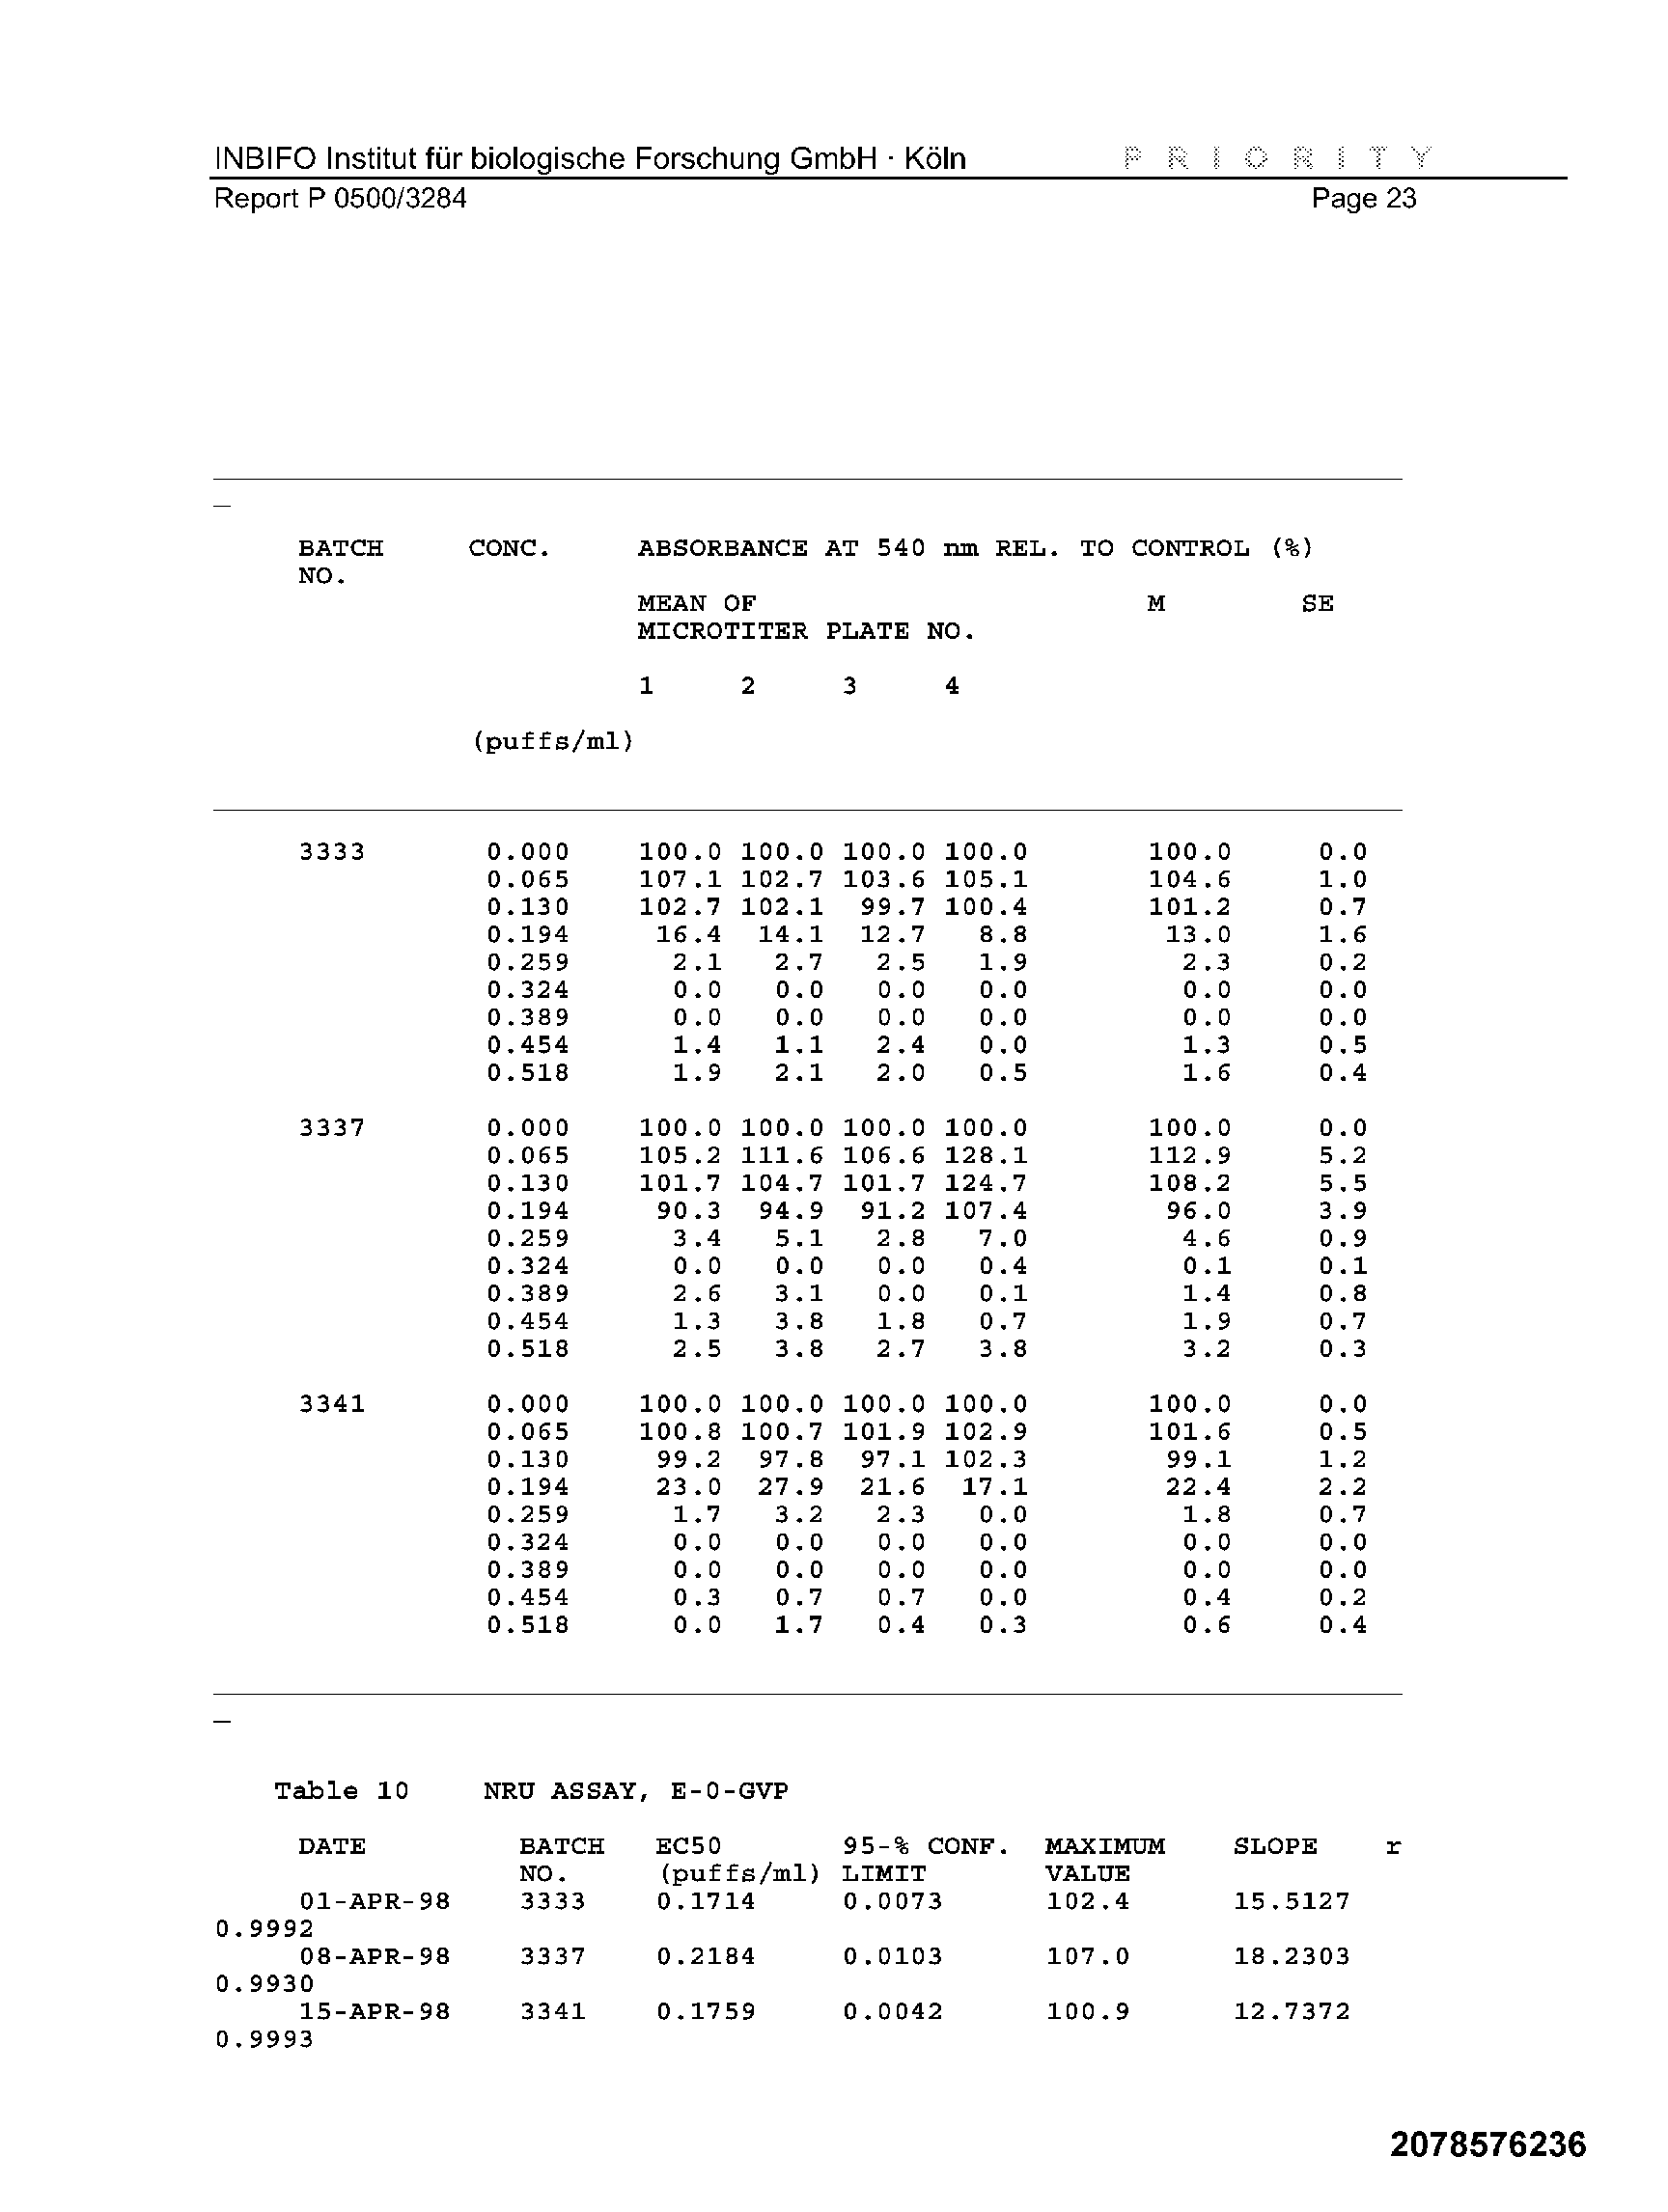 INBIFO Institut für biologische Forschung GmbH · Köln P R I O R I T Y
Report P 0500/3284 Page 23
BATCH CONC. ABSORBANCE AT 540 nm REL. TO CONTROL (%)
NO.
MEAN OF M SE
MICROTITER PLATE NO.
1 2 3 4
(puffs/ml)
3333 0.000 100.0 100.0 100.0 100.0 100.0 0.0
0.065 107.1 102.7 103.6 105.1 104.6 1.0
0.130 102.7 102.1 99.7 100.4 101.2 0.7
0.194 16.4 14.1 12.7 8.8 13.0 1.6
0.259 2.1 2.7 2.5 1.9 2.3 0.2
0.324 0.0 0.0 0.0 0.0 0.0 0.0
0.389 0.0 0.0 0.0 0.0 0.0 0.0
0.454 1.4 1.1 2.4 0.0 1.3 0.5
0.518 1.9 2.1 2.0 0.5 1.6 0.4
3337 0.000 100.0 100.0 100.0 100.0 100.0 0.0
0.065 105.2 111.6 106.6 128.1 112.9 5.2
0.130 101.7 104.7 101.7 124.7 108.2 5.5
0.194 90.3 94.9 91.2 107.4 96.0 3.9
0.259 3.4 5.1 2.8 7.0 4.6 0.9
0.324 0.0 0.0 0.0 0.4 0.1 0.1
0.389 2.6 3.1 0.0 0.1 1.4 0.8
0.454 1.3 3.8 1.8 0.7 1.9 0.7
0.518 2.5 3.8 2.7 3.8 3.2 0.3
3341 0.000 100.0 100.0 100.0 100.0 100.0 0.0
0.065 100.8 100.7 101.9 102.9 101.6 0.5
0.130 99.2 97.8 97.1 102.3 99.1 1.2
0.194 23.0 27.9 21.6 17.1 22.4 2.2
0.259 1.7 3.2 2.3 0.0 1.8 0.7
0.324 0.0 0.0 0.0 0.0 0.0 0.0
0.389 0.0 0.0 0.0 0.0 0.0 0.0
0.454 0.3 0.7 0.7 0.0 0.4 0.2
0.518 0.0 1.7 0.4 0.3 0.6 0.4
Table 10 NRU ASSAY, E-0-GVP
DATE BATCH EC50 95-% CONF. MAXIMUM SLOPE r
NO. (puffs/ml) LIMIT VALUE
01-APR-98 3333 0.1714 0.0073 102.4 15.5127
0.9992
08-APR-98 3337 0.2184 0.0103 107.0 18.2303
0.9930
15-APR-98 3341 0.1759 0.0042 100.9 12.7372
0.9993
2078576236